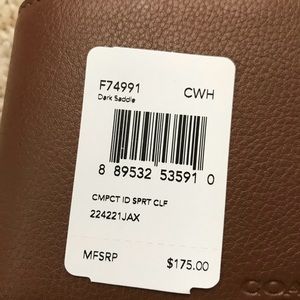 F74991 CWH
Dark Saddle
8 89532 53591 0
CMPCT ID SPRT CLF
224221JAX
MFSRP $175.00